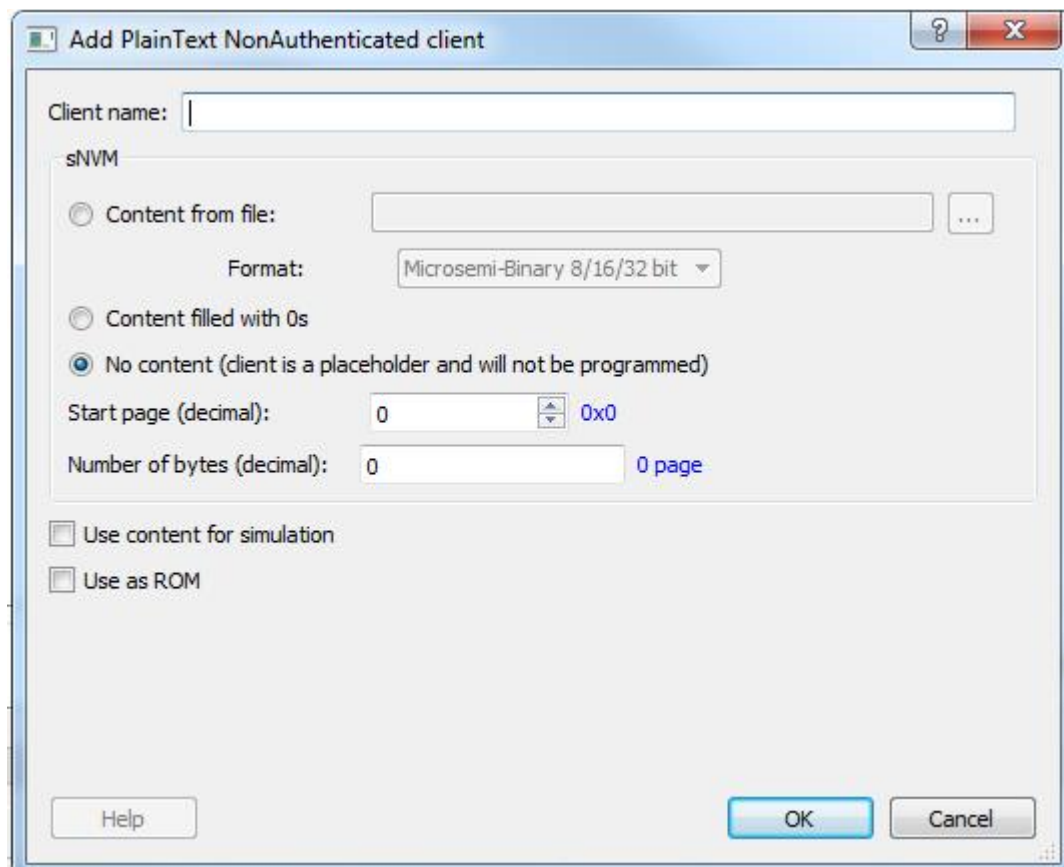 Add PlainText NonAuthenticated client
Client name:
sNVM
Content from file:
...
Format: Microsemi-Binary 8/16/32 bit
Content filled with 0s
No content (client is a placeholder and will not be programmed)
Start page (decimal): 0 0x0
Number of bytes (decimal): 0 0 page
Use content for simulation
Use as ROM
Help OK Cancel